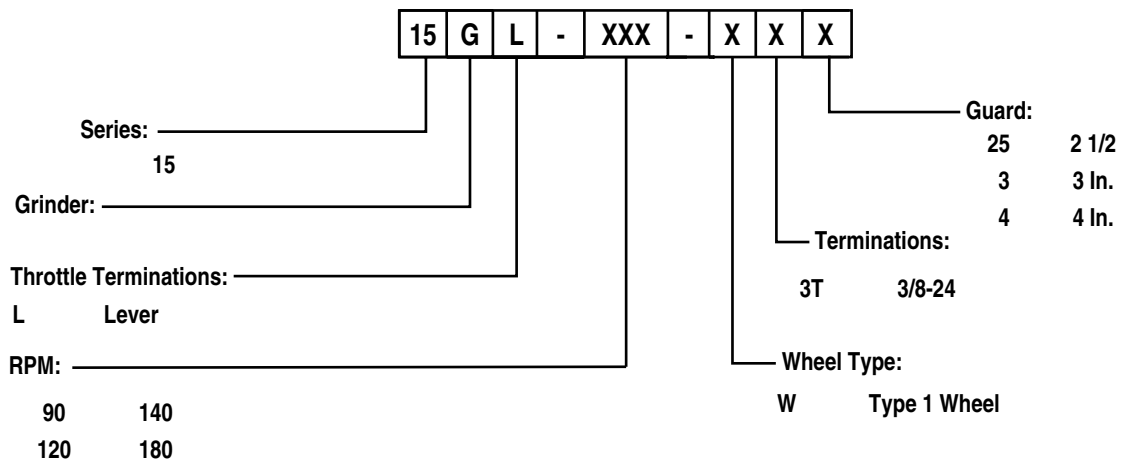 15 G L - XXX - X X X
Series:
15
Grinder:
Throttle Terminations:
L Lever
RPM:
90 140
120 180
Guard:
25 2 1/2
3 3 In.
4 4 In.
Terminations:
3T 3/8-24
Wheel Type:
W Type 1 Wheel